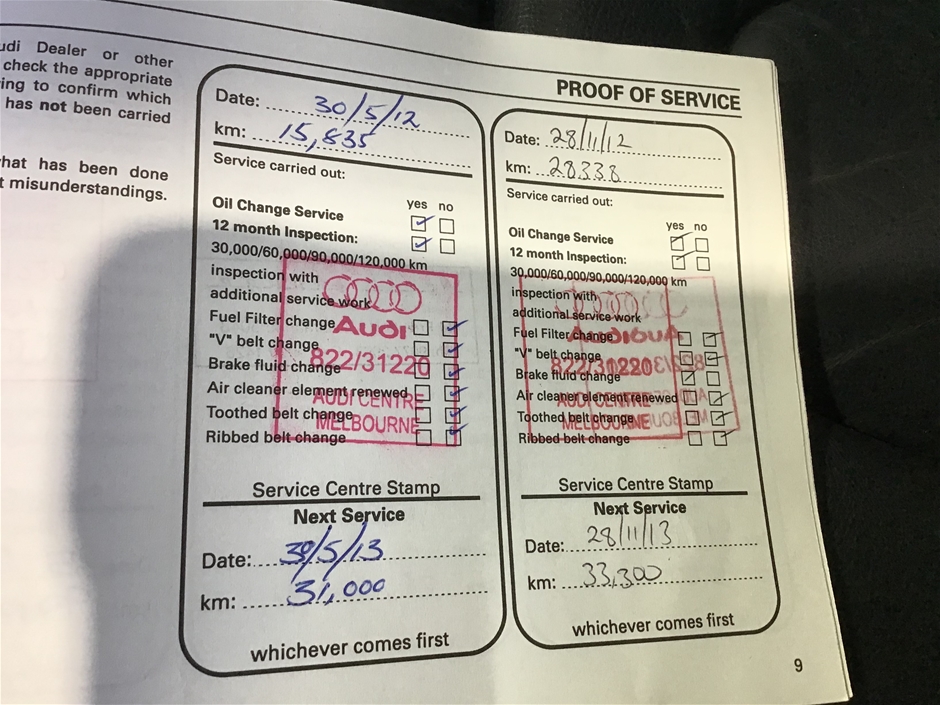 udi Dealer or other
check the appropriate
ing to confirm which
has not been carried
hat has been done
t misunderstandings.
PROOF OF SERVICE
Date: 30/5/12
km: 15,835
Service carried out:
yes no
Oil Change Service
12 month Inspection:
30,000/60,000/90,000/120,000 km
inspection with
additional service work
Fuel Filter change
"V" belt change
Brake fluid change
Air cleaner element renewed
Toothed belt change
Ribbed belt change
Audi
822/31220
AUDI CENTRE
MELBOURNE
Service Centre Stamp
Next Service
Date: 30/5/13
km: 31,000
whichever comes first
Date: 28/11/12
km: 28338
Service carried out:
yes no
Oil Change Service
12 month Inspection:
30,000/60,000/90,000/120,000 km
inspection with
additional service work
Fuel Filter change
"V" belt change
Brake fluid change
Air cleaner element renewed
Toothed belt change
Ribbed belt change
AUDI CENTRE
MELBOURNE
Service Centre Stamp
Next Service
Date: 28/11/13
km: 33,300
whichever comes first
9